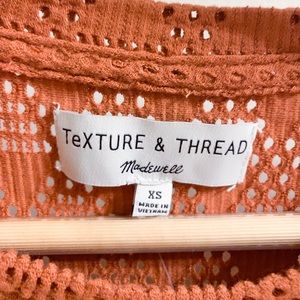 TeXTURE & THREAD
Madewell
XS
MADE IN
VIETNAM